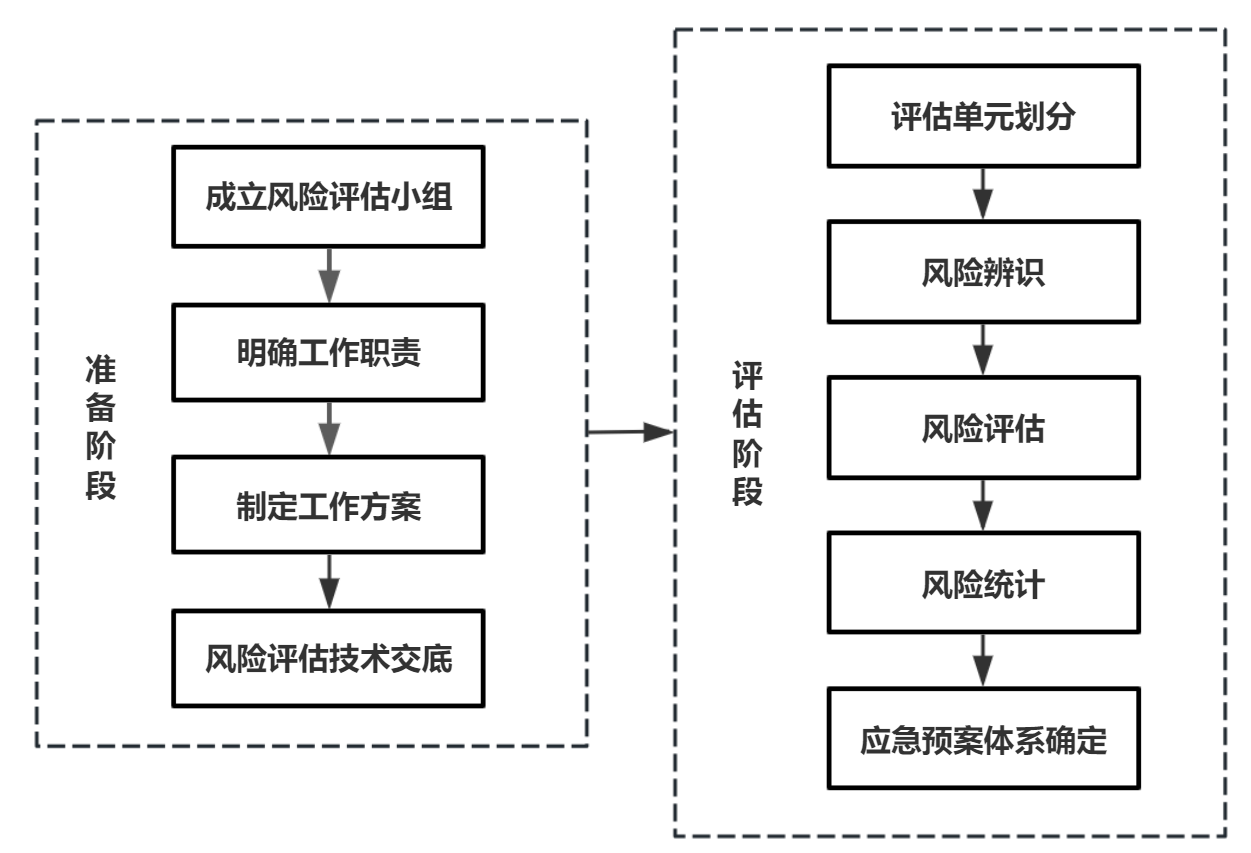 准备阶段
成立风险评估小组
明确工作职责
制定工作方案
风险评估技术交底
评估阶段
评估单元划分
风险辨识
风险评估
风险统计
应急预案体系确定